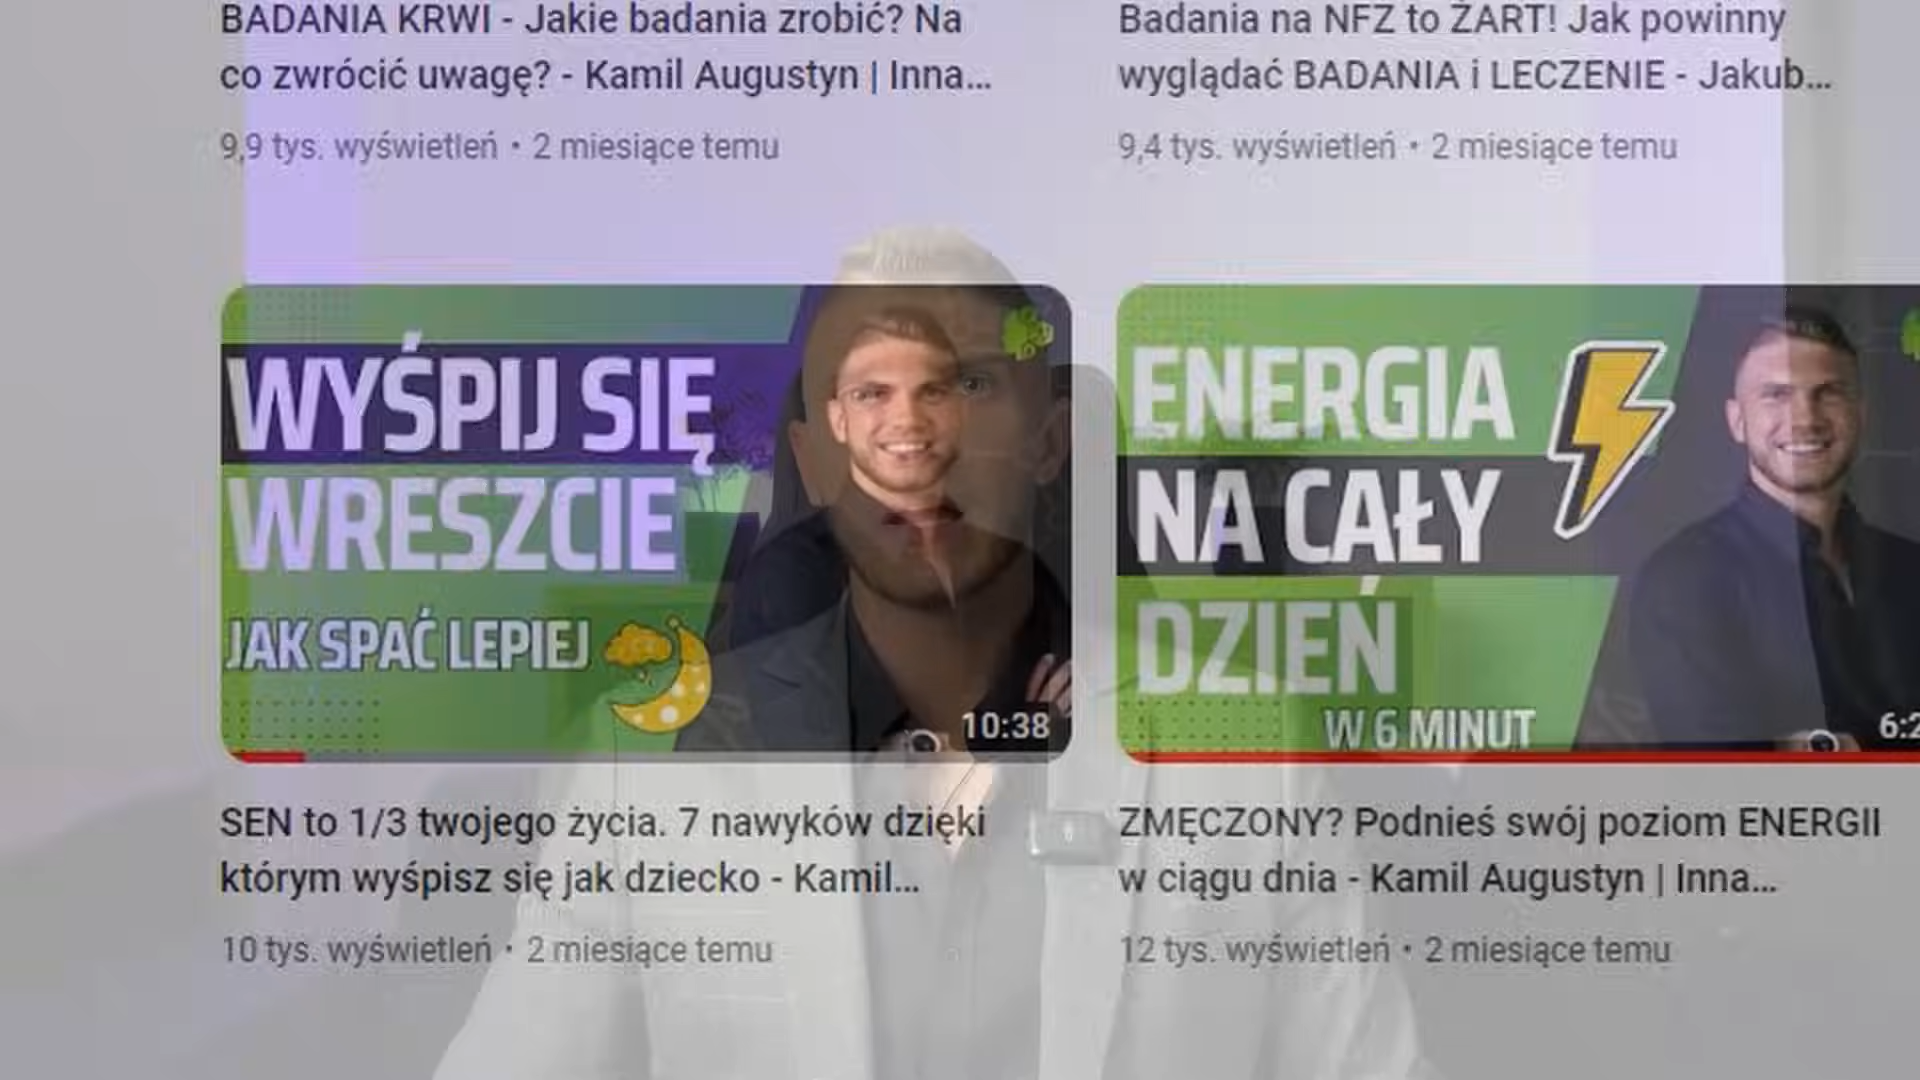 BADANIA KRWI - Jakie badania zrobić? Na
co zwrócić uwagę? - Kamil Augustyn | Inna...
9,9 tys. wyświetleń • 2 miesiące temu
Badania na NFZ to ŻART! Jak powinny
wyglądać BADANIA i LECZENIE - Jakub...
9,4 tys. wyświetleń • 2 miesiące temu
WYŚPIJ SIĘ
WRESZCIE
JAK SPAĆ LEPIEJ
10:38
SEN to 1/3 twojego życia. 7 nawyków dzięki
którym wyśpisz się jak dziecko - Kamil...
10 tys. wyświetleń • 2 miesiące temu
ENERGIA
NA CAŁY
DZIEŃ
W 6 MINUT
ZMĘCZONY? Podnieś swój poziom ENERGII
w ciągu dnia - Kamil Augustyn | Inna...
12 tys. wyświetleń • 2 miesiące temu